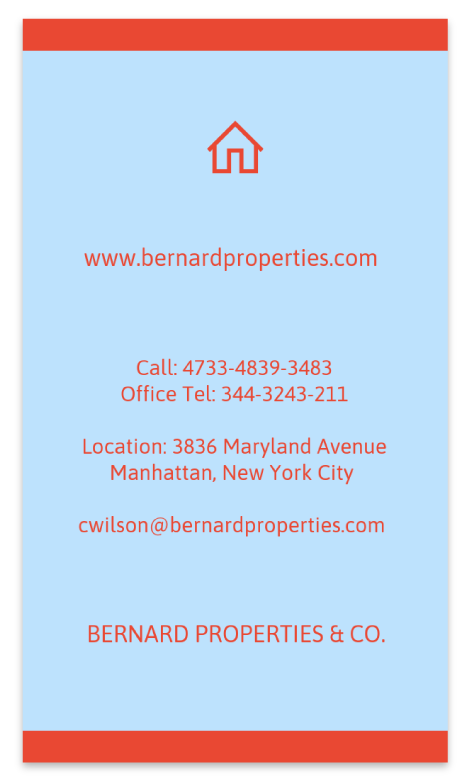 www.bernardproperties.com
Call: 4733-4839-3483
Office Tel: 344-3243-211
Location: 3836 Maryland Avenue
Manhattan, New York City
cwilson@bernardproperties.com
BERNARD PROPERTIES & CO.